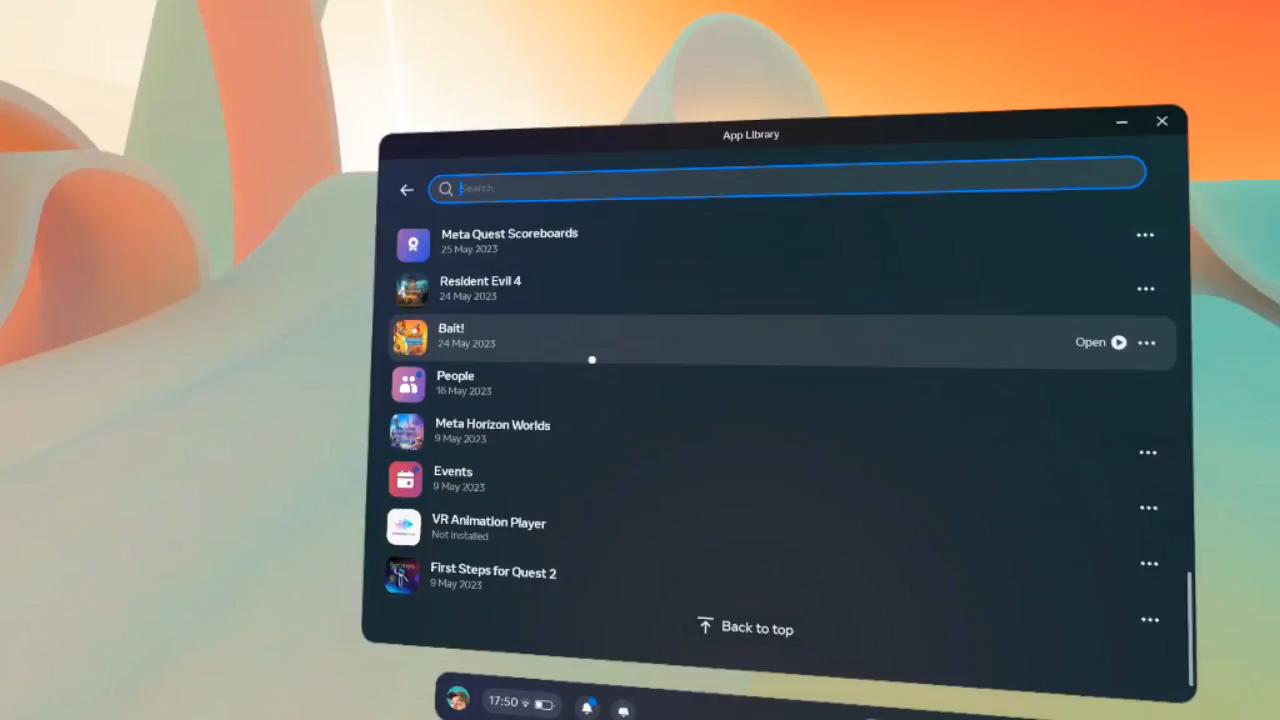 App Library
Search
Meta Quest Scoreboards
25 May 2023
Resident Evil 4
24 May 2023
Bait!
24 May 2023
Open
People
16 May 2023
Meta Horizon Worlds
9 May 2023
Events
9 May 2023
VR Animation Player
Not installed
First Steps for Quest 2
9 May 2023
Back to top
17:50